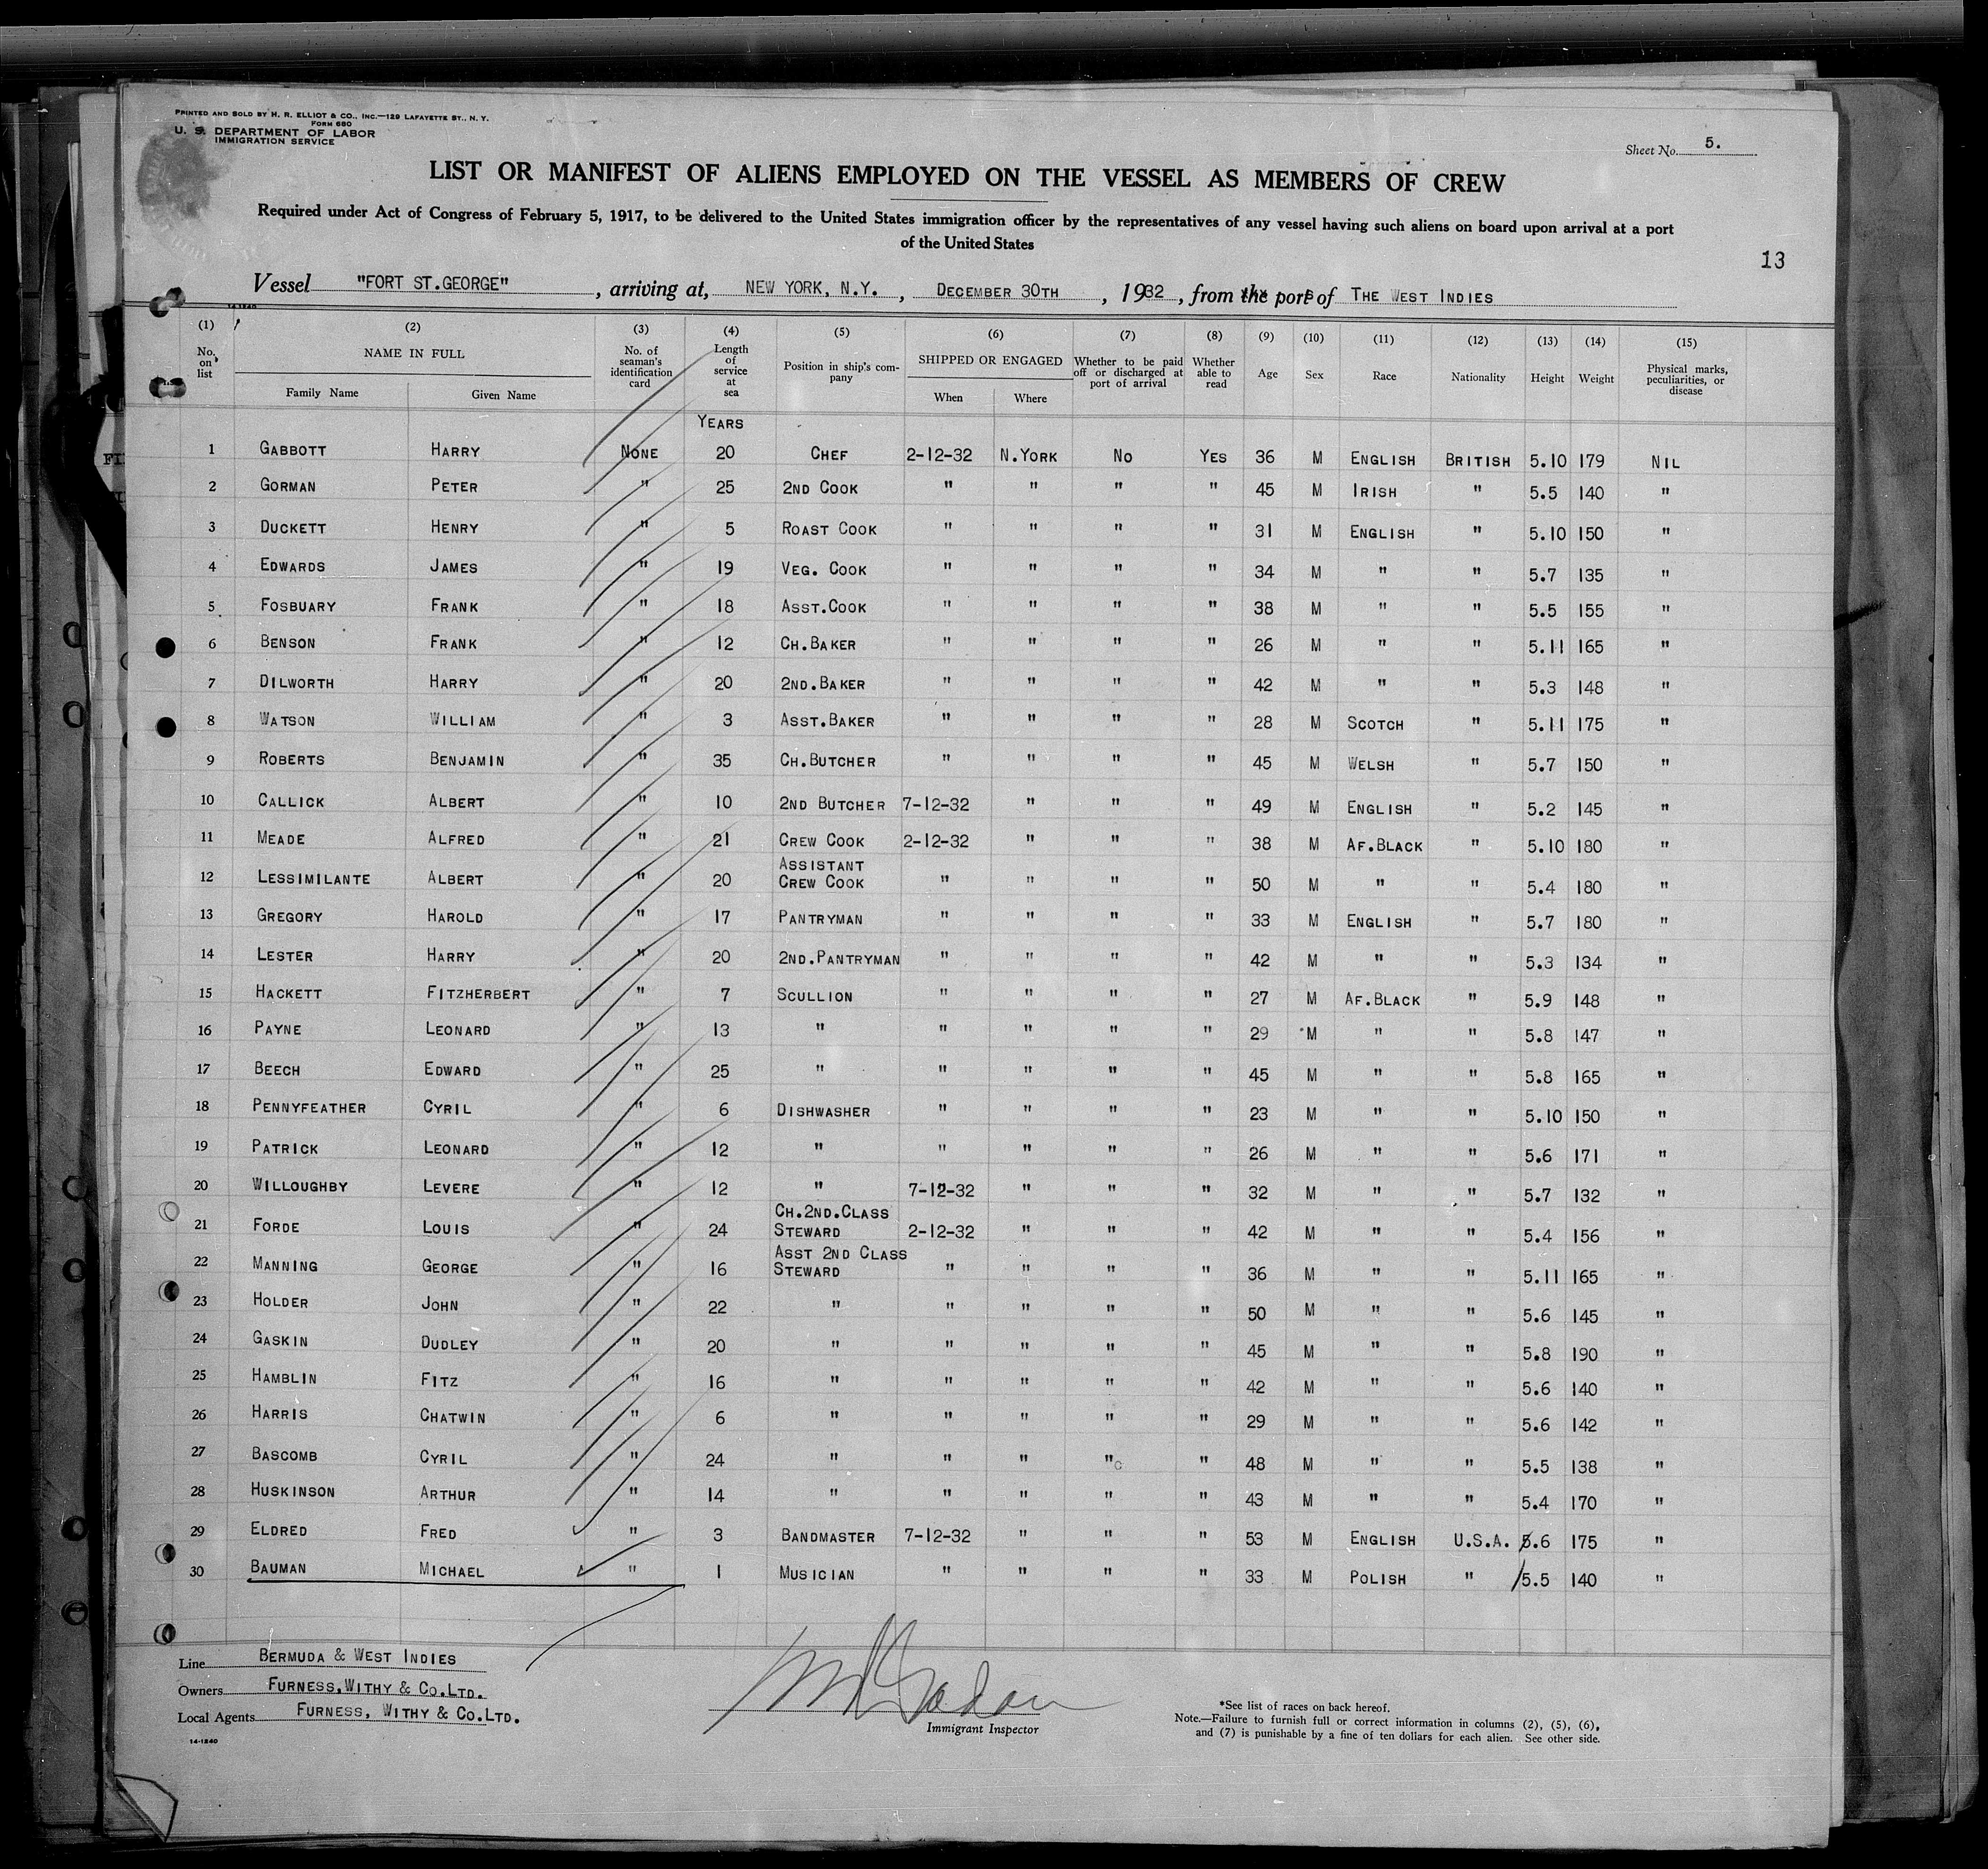 PRINTED AND SOLD BY H. R. ELLIOT & CO., INC.—129 LAFAYETTE ST., N. Y.
FORM 680
U. S. DEPARTMENT OF LABOR
IMMIGRATION SERVICE
Sheet No. 5.
LIST OR MANIFEST OF ALIENS EMPLOYED ON THE VESSEL AS MEMBERS OF CREW
Required under Act of Congress of February 5, 1917, to be delivered to the United States immigration officer by the representatives of any vessel having such aliens on board upon arrival at a port
of the United States
13
Vessel "FORT ST.GEORGE", arriving at, NEW YORK, N.Y., DECEMBER 30TH, 1932, from the ports of THE WEST INDIES
14-1240
(1) (2) (3) (4) (5) (6) (7) (8) (9) (10) (11) (12) (13) (14) (15)
No. on list NAME IN FULL Family Name Given Name No. of seaman's identification card Length of service at sea Position in ship's company SHIPPED OR ENGAGED When Where Whether to be paid off or discharged at port of arrival Whether able to read Age Sex Race Nationality Height Weight Physical marks, peculiarities, or disease
YEARS
1 GABBOTT HARRY NONE 20 CHEF 2-12-32 N.YORK NO YES 36 M ENGLISH BRITISH 5.10 179 NIL
2 GORMAN PETER " 25 2ND COOK " " " " 45 M IRISH " 5.5 140 "
3 DUCKETT HENRY " 5 ROAST COOK " " " " 31 M ENGLISH " 5.10 150 "
4 EDWARDS JAMES " 19 VEG. COOK " " " " 34 M " " 5.7 135 "
5 FOSBUARY FRANK " 18 ASST.COOK " " " " 38 M " " 5.5 155 "
6 BENSON FRANK " 12 CH.BAKER " " " " 26 M " " 5.11 165 "
7 DILWORTH HARRY " 20 2ND.BAKER " " " " 42 M " " 5.3 148 "
8 WATSON WILLIAM " 3 ASST.BAKER " " " " 28 M SCOTCH " 5.11 175 "
9 ROBERTS BENJAMIN " 35 CH.BUTCHER " " " " 45 M WELSH " 5.7 150 "
10 CALLICK ALBERT " 10 2ND BUTCHER 7-12-32 " " " 49 M ENGLISH " 5.2 145 "
11 MEADE ALFRED " 21 CREW COOK 2-12-32 " " " 38 M AF.BLACK " 5.10 180 "
12 LESSIMILANTE ALBERT " 20 ASSISTANT CREW COOK " " " " 50 M " " 5.4 180 "
13 GREGORY HAROLD " 17 PANTRYMAN " " " " 33 M ENGLISH " 5.7 180 "
14 LESTER HARRY " 20 2ND.PANTRYMAN " " " " 42 M " " 5.3 134 "
15 HACKETT FITZHERBERT " 7 SCULLION " " " " 27 M AF.BLACK " 5.9 148 "
16 PAYNE LEONARD " 13 " " " " " 29 M " " 5.8 147 "
17 BEECH EDWARD " 25 " " " " " 45 M " " 5.8 165 "
18 PENNYFEATHER CYRIL " 6 DISHWASHER " " " " 23 M " " 5.10 150 "
19 PATRICK LEONARD " 12 " " " " " 26 M " " 5.6 171 "
20 WILLOUGHBY LEVERE " 12 " 7-12-32 " " " 32 M " " 5.7 132 "
21 FORDE LOUIS " 24 CH.2ND.CLASS STEWARD 2-12-32 " " " 42 M " " 5.4 156 "
22 MANNING GEORGE " 16 ASST 2ND CLASS STEWARD " " " " 36 M " " 5.11 165 "
23 HOLDER JOHN " 22 " " " " " 50 M " " 5.6 145 "
24 GASKIN DUDLEY " 20 " " " " " 45 M " " 5.8 190 "
25 HAMBLIN FITZ " 16 " " " " " 42 M " " 5.6 140 "
26 HARRIS CHATWIN " 6 " " " " " 29 M " " 5.6 142 "
27 BASCOMB CYRIL " 24 " " " " " 48 M " " 5.5 138 "
28 HUSKINSON ARTHUR " 14 " " " " " 43 M " " 5.4 170 "
29 ELDRED FRED " 3 BANDMASTER 7-12-32 " " " 53 M ENGLISH U.S.A. 5.6 175 "
30 BAUMAN MICHAEL " 1 MUSICIAN " " " " 33 M POLISH " 5.5 140 "
Line BERMUDA & WEST INDIES
Owners FURNESS, WITHY & CO.LTD.
Local Agents FURNESS, WITHY & CO.LTD.
14-1240
Immigrant Inspector
*See list of races on back hereof.
Note.—Failure to furnish full or correct information in columns (2), (5), (6),
and (7) is punishable by a fine of ten dollars for each alien. See other side.